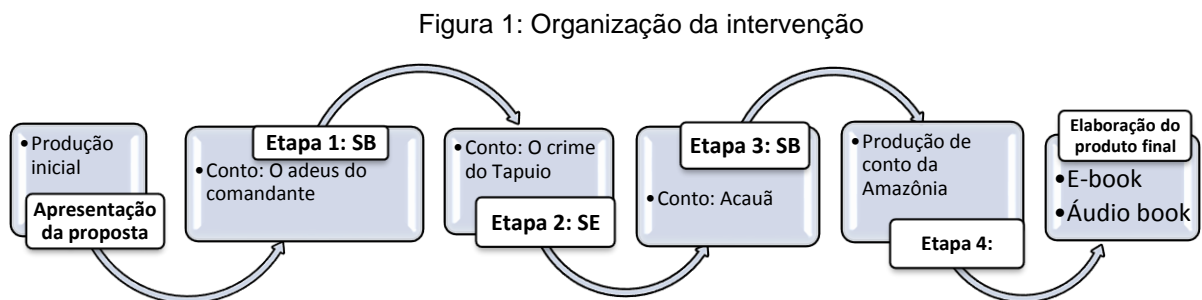 Figura 1: Organização da intervenção
•Produção
inicial
Apresentação
da proposta
Etapa 1: SB
•Conto: O adeus do
comandante
•Conto: O crime
do Tapuio
Etapa 2: SE
Etapa 3: SB
•Conto: Acauã
•Produção de
conto da
Amazônia
Etapa 4:
Elaboração do
produto final
•E-book
•Áudio book